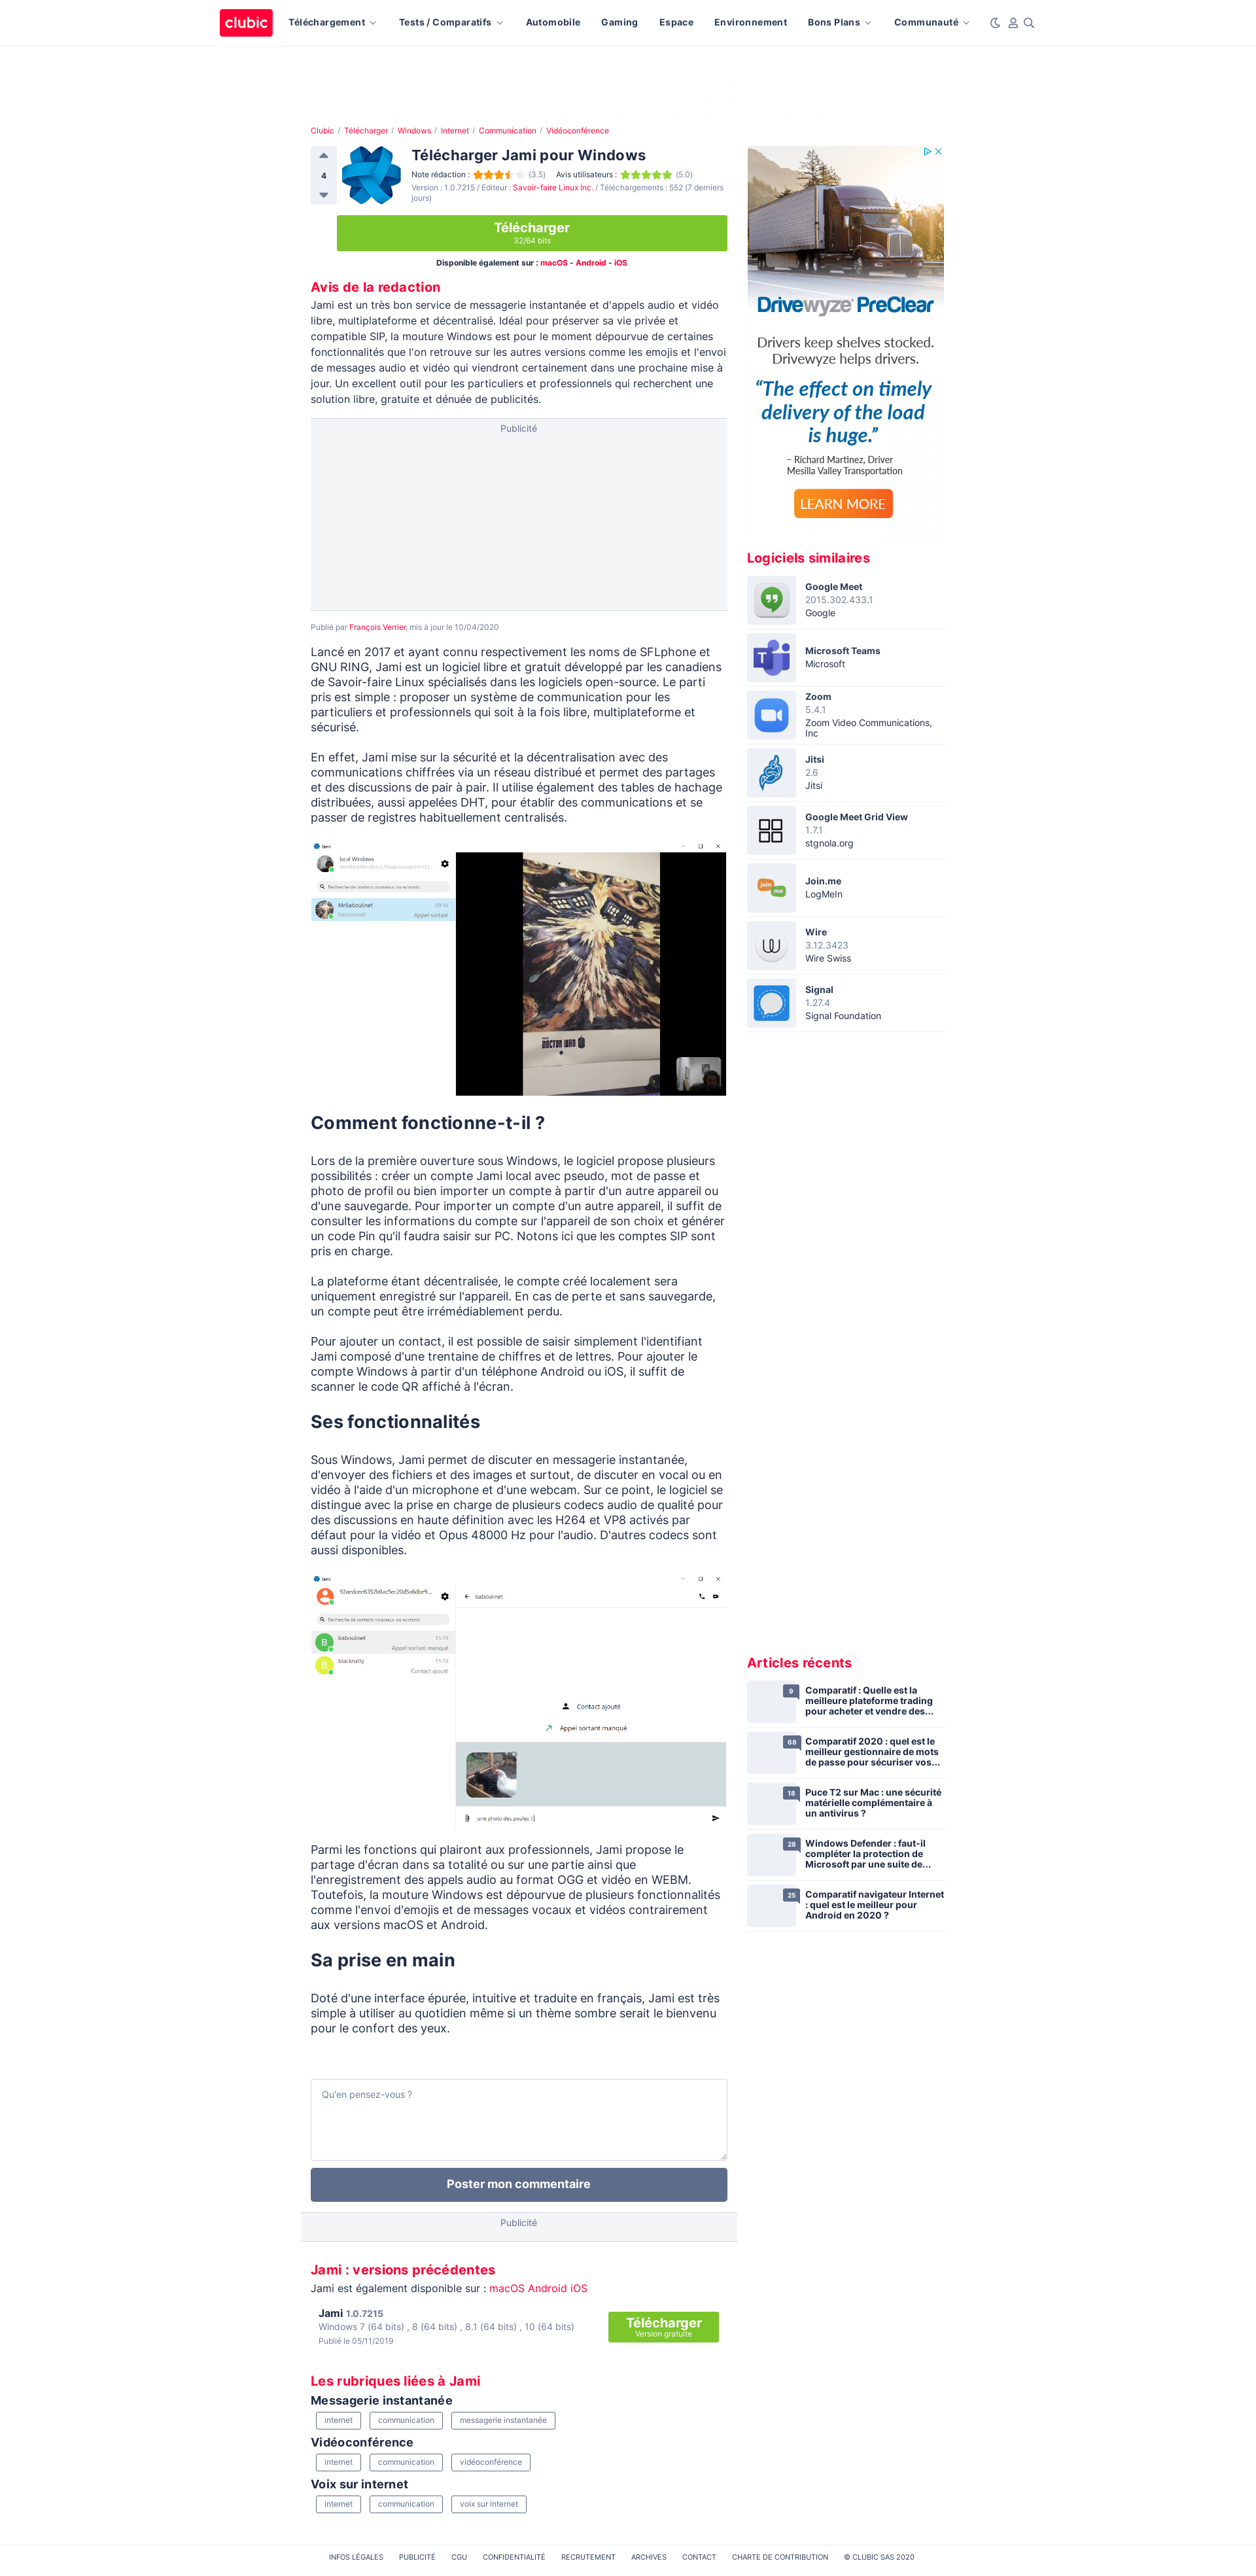 clubic
Téléchargement
Tests / Comparatifs
Automobile
Gaming
Espace
Environnement
Bons Plans
Communauté
Clubic / Télécharger / Windows / Internet / Communication / Vidéoconférence
4
Télécharger Jami pour Windows
Note rédaction : (3.5) Avis utilisateurs : (5.0)
Version : 1.0.7215 / Editeur : Savoir-faire Linux Inc. / Téléchargements : 552 (7 derniers
jours)
Télécharger
32/64 bits
Disponible également sur : macOS - Android - iOS
Avis de la redaction
Jami est un très bon service de messagerie instantanée et d'appels audio et vidéo
libre, multiplateforme et décentralisé. Idéal pour préserver sa vie privée et
compatible SIP, la mouture Windows est pour le moment dépourvue de certaines
fonctionnalités que l'on retrouve sur les autres versions comme les emojis et l'envoi
de messages audio et vidéo qui viendront certainement dans une prochaine mise à
jour. Un excellent outil pour les particuliers et professionnels qui recherchent une
solution libre, gratuite et dénuée de publicités.
Publicité
Publié par François Verrier, mis à jour le 10/04/2020
Lancé en 2017 et ayant connu respectivement les noms de SFLphone et
GNU RING, Jami est un logiciel libre et gratuit développé par les canadiens
de Savoir-faire Linux spécialisés dans les logiciels open-source. Le parti
pris est simple : proposer un système de communication pour les
particuliers et professionnels qui soit à la fois libre, multiplateforme et
sécurisé.
En effet, Jami mise sur la sécurité et la décentralisation avec des
communications chiffrées via un réseau distribué et permet des partages
et des discussions de pair à pair. Il utilise également des tables de hachage
distribuées, aussi appelées DHT, pour établir des communications et se
passer de registres habituellement centralisés.
Jami
local Windows
Recherche de contacts nouveaux ou existants
MrBaboulinet 09:16
baboulinet Appel sortant
DOCTOR WHO
Comment fonctionne-t-il ?
Lors de la première ouverture sous Windows, le logiciel propose plusieurs
possibilités : créer un compte Jami local avec pseudo, mot de passe et
photo de profil ou bien importer un compte à partir d'un autre appareil ou
d'une sauvegarde. Pour importer un compte d'un autre appareil, il suffit de
consulter les informations du compte sur l'appareil de son choix et générer
un code Pin qu'il faudra saisir sur PC. Notons ici que les comptes SIP sont
pris en charge.
La plateforme étant décentralisée, le compte créé localement sera
uniquement enregistré sur l'appareil. En cas de perte et sans sauvegarde,
un compte peut être irrémédiablement perdu.
Pour ajouter un contact, il est possible de saisir simplement l'identifiant
Jami composé d'une trentaine de chiffres et de lettres. Pour ajouter le
compte Windows à partir d'un téléphone Android ou iOS, il suffit de
scanner le code QR affiché à l'écran.
Ses fonctionnalités
Sous Windows, Jami permet de discuter en messagerie instantanée,
d'envoyer des fichiers et des images et surtout, de discuter en vocal ou en
vidéo à l'aide d'un microphone et d'une webcam. Sur ce point, le logiciel se
distingue avec la prise en charge de plusieurs codecs audio de qualité pour
des discussions en haute définition avec les H264 et VP8 activés par
défaut pour la vidéo et Opus 48000 Hz pour l'audio. D'autres codecs sont
aussi disponibles.
Jami
baboulinet
Recherche de contacts nouveaux ou existants
B baboulinet 15:19
Appel sortant manqué
B blacknally 15:18
Contact ajouté
Contact ajouté
Appel sortant manqué
une photo des poules !!
Parmi les fonctions qui plairont aux professionnels, Jami propose le
partage d'écran dans sa totalité ou sur une partie ainsi que
l'enregistrement des appels audio au format OGG et vidéo en WEBM.
Toutefois, la mouture Windows est dépourvue de plusieurs fonctionnalités
comme l'envoi d'emojis et de messages vocaux et vidéos contrairement
aux versions macOS et Android.
Sa prise en main
Doté d'une interface épurée, intuitive et traduite en français, Jami est très
simple à utiliser au quotidien même si un thème sombre serait le bienvenu
pour le confort des yeux.
Qu'en pensez-vous ?
Poster mon commentaire
Publicité
Jami : versions précédentes
Jami est également disponible sur : macOS Android iOS
Jami 1.0.7215
Windows 7 (64 bits) , 8 (64 bits) , 8.1 (64 bits) , 10 (64 bits)
Publié le 05/11/2019
Télécharger
Version gratuite
Les rubriques liées à Jami
Messagerie instantanée
internet communication messagerie instantanée
Vidéoconférence
internet communication vidéoconférence
Voix sur internet
internet communication voix sur internet
Drivewyze PreClear
Drivers keep shelves stocked.
Drivewyze helps drivers.
“The effect on timely
delivery of the load
is huge.”
– Richard Martinez, Driver
Mesilla Valley Transportation
LEARN MORE
Logiciels similaires
Google Meet
2015.302.433.1
Google
Microsoft Teams
Microsoft
Zoom
5.4.1
Zoom Video Communications,
Inc
Jitsi
2.6
Jitsi
Google Meet Grid View
1.7.1
stgnola.org
join me
Join.me
LogMeIn
Wire
3.12.3423
Wire Swiss
Signal
1.27.4
Signal Foundation
Articles récents
9
Comparatif : Quelle est la
meilleure plateforme trading
pour acheter et vendre des...
68
Comparatif 2020 : quel est le
meilleur gestionnaire de mots
de passe pour sécuriser vos...
18
Puce T2 sur Mac : une sécurité
matérielle complémentaire à
un antivirus ?
28
Windows Defender : faut-il
compléter la protection de
Microsoft par une suite de...
25
Comparatif navigateur Internet
: quel est le meilleur pour
Android en 2020 ?
INFOS LÉGALES PUBLICITÉ CGU CONFIDENTIALITÉ RECRUTEMENT ARCHIVES CONTACT CHARTE DE CONTRIBUTION © CLUBIC SAS 2020